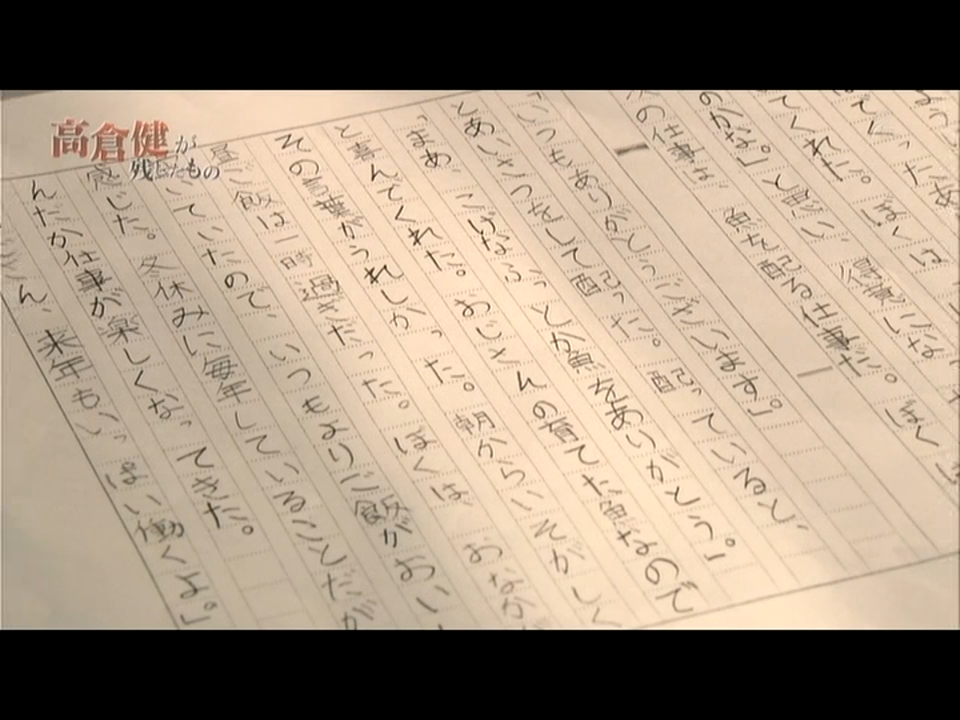 高倉健が
残したもの
てくれた。ぼくは
のかな。」と思い、
の仕事は、魚を配る仕事だ。ぼく
いつもありがとうございます。」
とあいさつをして配った。配っていると、
「まあ、こげなふっとか魚をありがとう。」
と喜んでくれた。おじさんの育てた魚なので
その言葉がうれしかった。朝からいそがしく
昼ご飯は一時過ぎだった。ぼくは、おなか
いていたので、いつもよりご飯がおいし
感じた。冬休みに毎年していることだが
んだか仕事が楽しくなってきた。
さん、来年もいっぱい働くよ。」